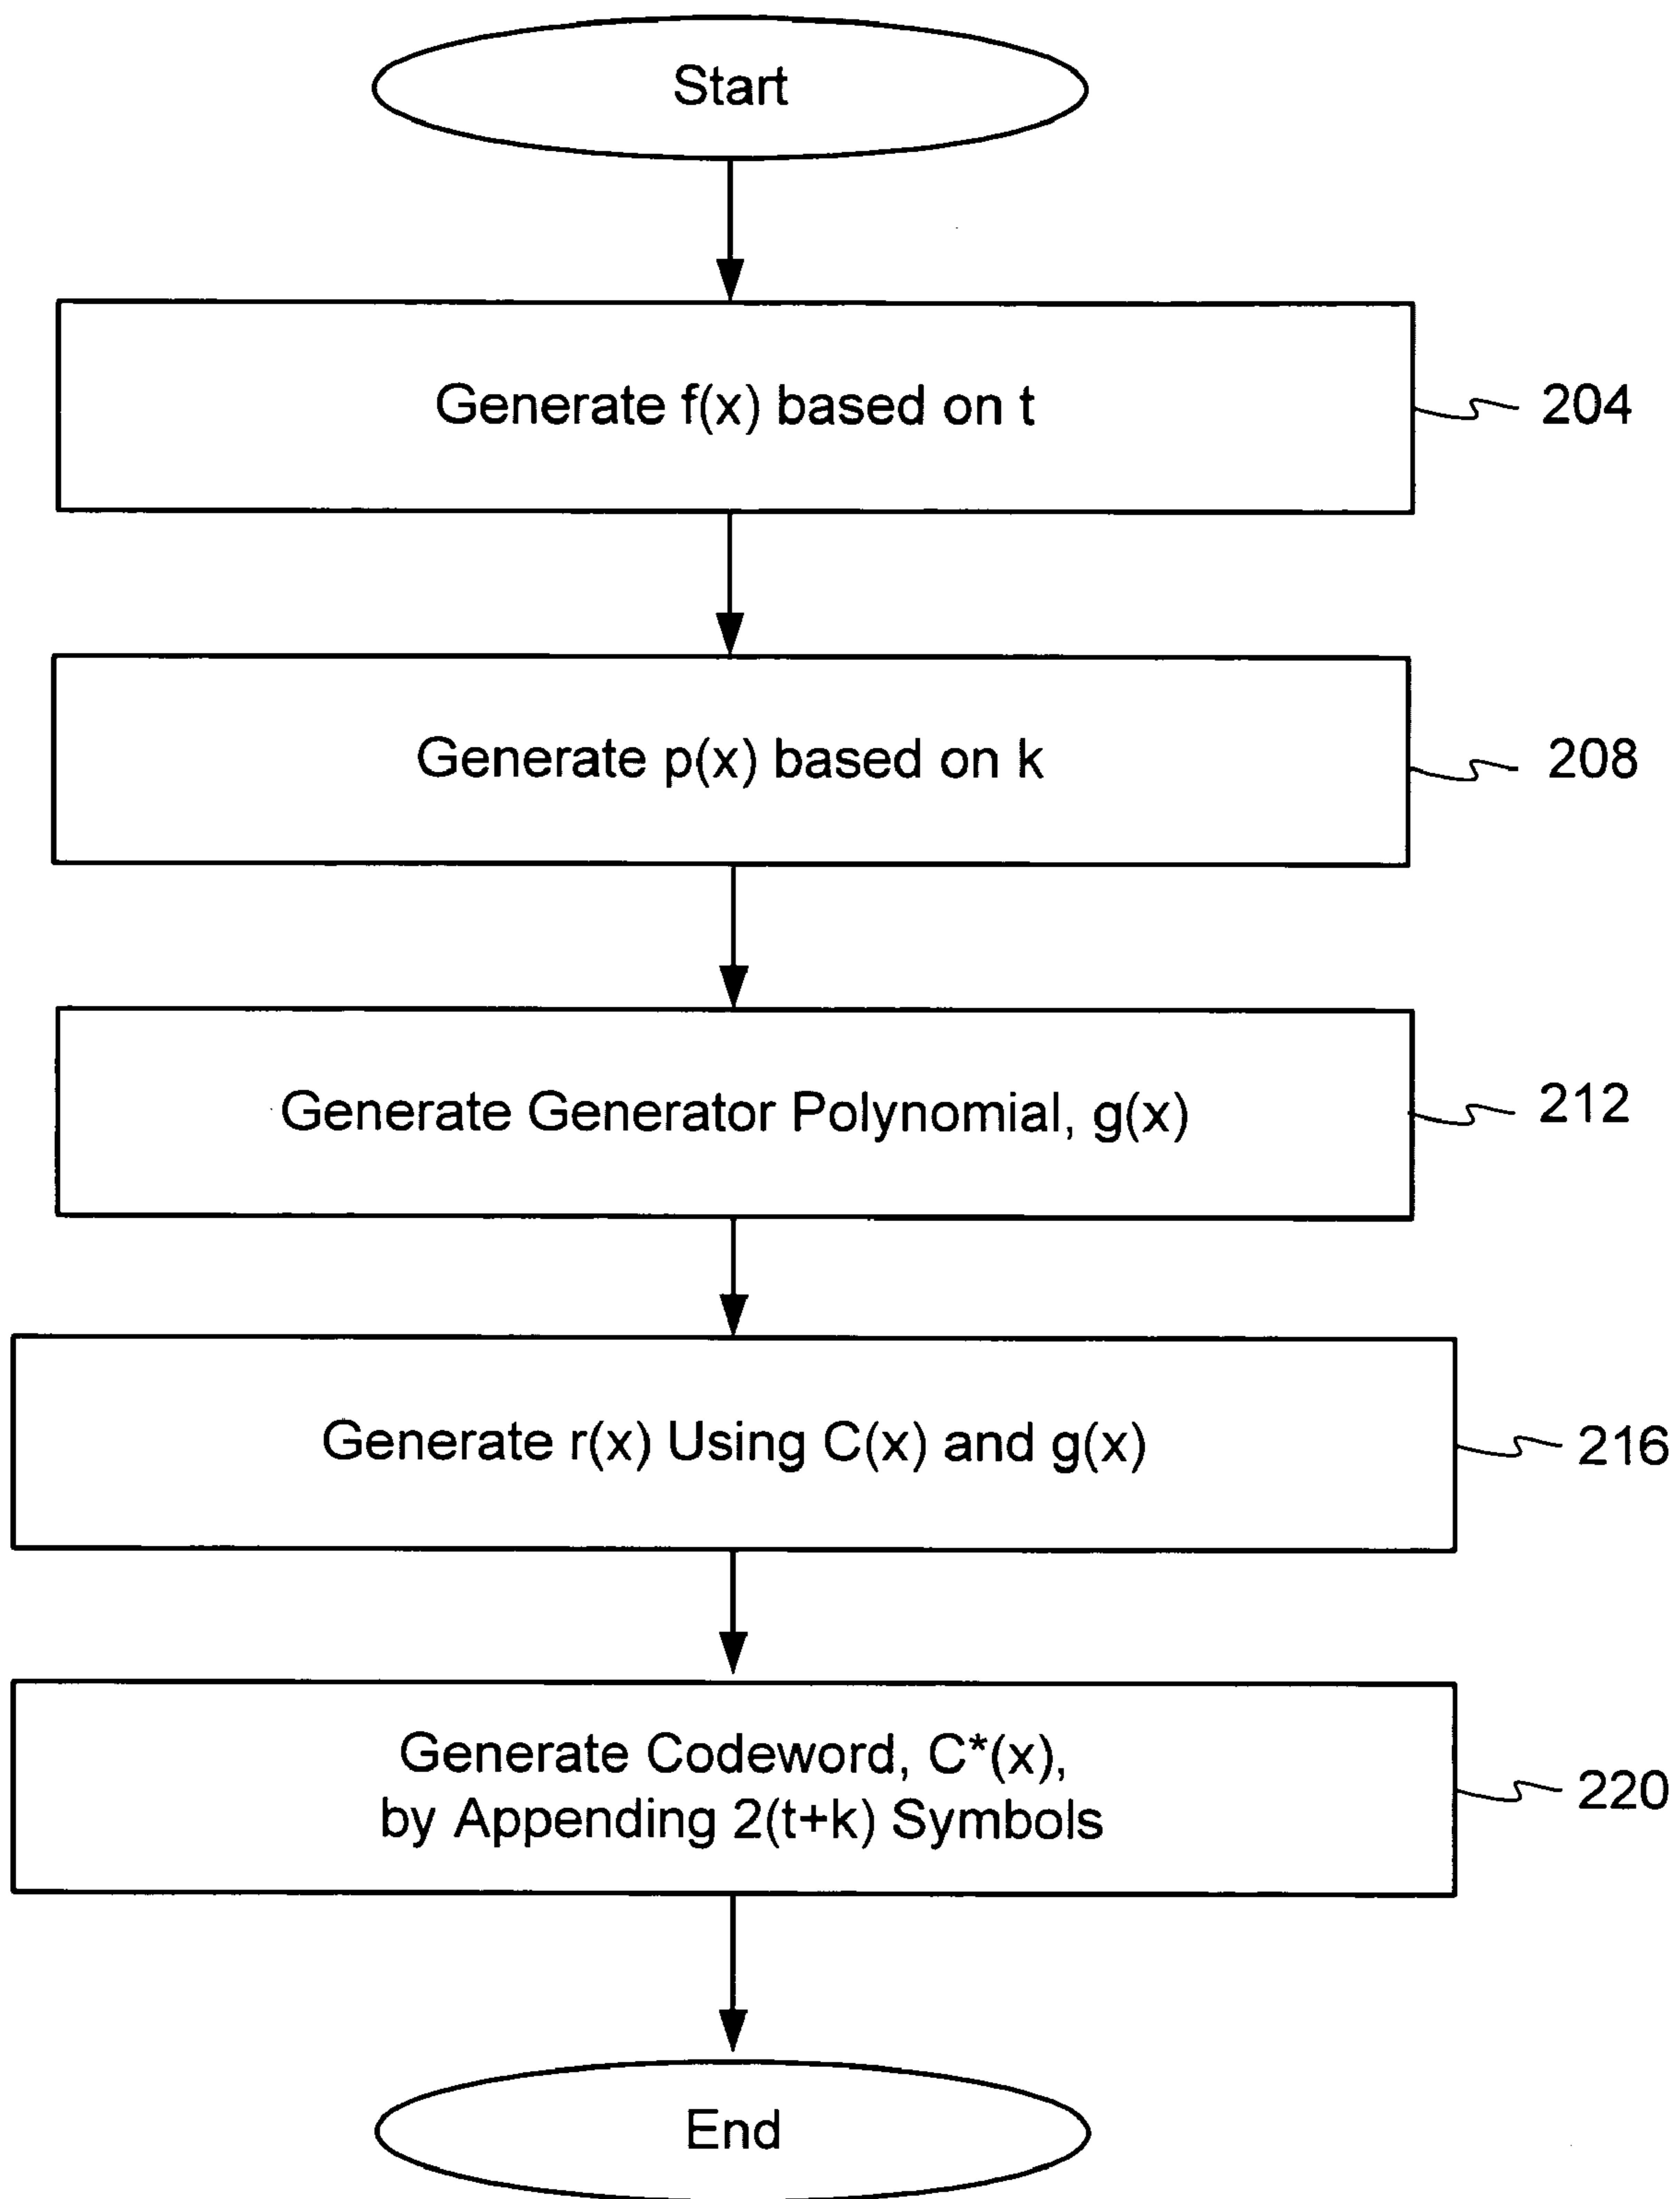 Start
Generate f(x) based on t
204
Generate p(x) based on k
208
Generate Generator Polynomial, g(x)
212
Generate r(x) Using C(x) and g(x)
216
Generate Codeword, C*(x),
by Appending 2(t+k) Symbols
220
End